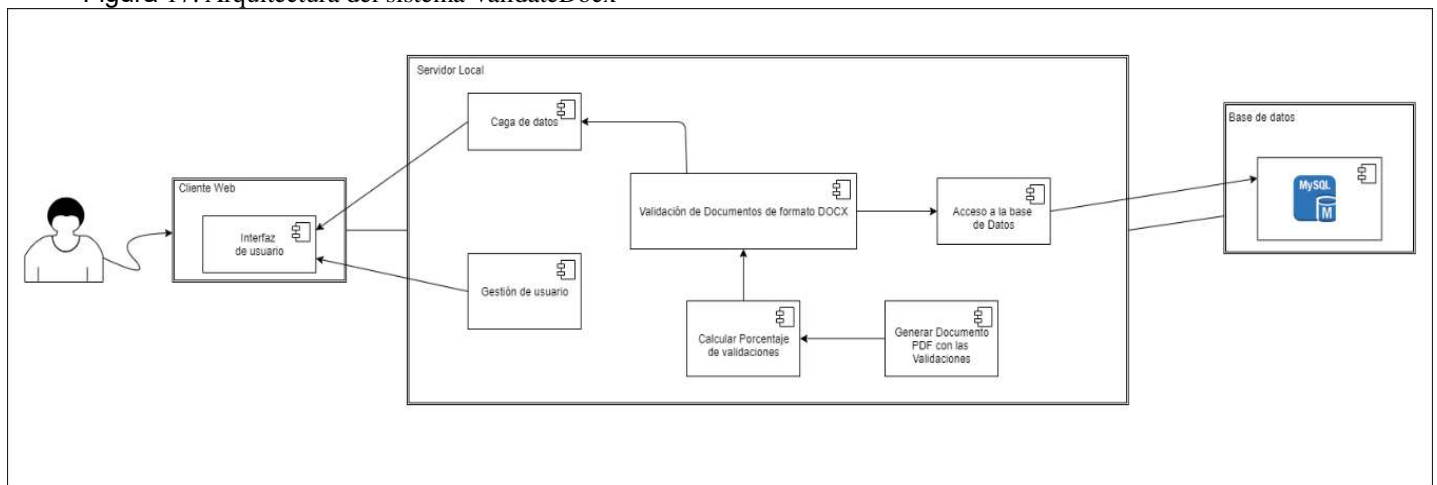 Figura 17. Arquitectura del sistema ValidateDocx
Servidor Local
Caga de datos
Base de datos
MySQL
M
Cliente Web
Interfaz
de usuario
Validación de Documentos de formato DOCX
Acceso a la base
de Datos
Gestión de usuario
Calcular Porcentaje
de validaciones
Generar Documento
PDF con las
Validaciones